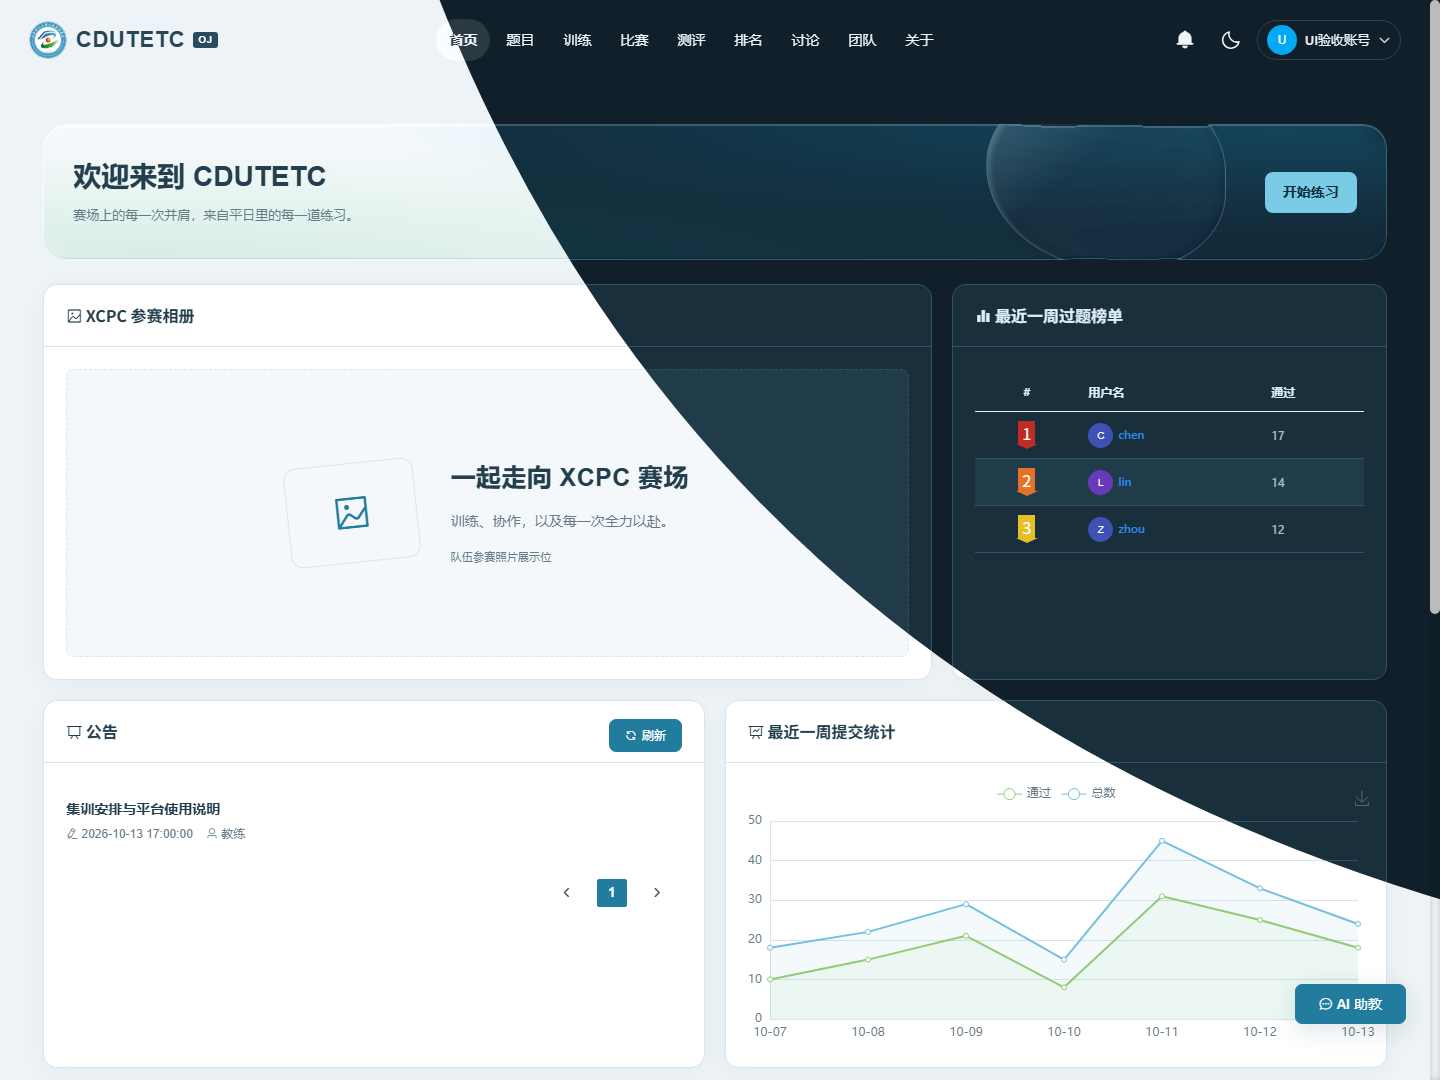 CDUTETC OJ
首页 题目 训练 比赛 测评 排名 讨论 团队 关于
U UI验收账号
欢迎来到 CDUTETC
赛场上的每一次并肩，来自平日里的每一道练习。
开始练习
XCPC 参赛相册
一起走向 XCPC 赛场
训练、协作，以及每一次全力以赴。
队伍参赛照片展示位
最近一周过题榜单
# 用户名 通过
1 C chen 17
2 L lin 14
3 Z zhou 12
公告
刷新
集训安排与平台使用说明
2026-10-13 17:00:00 教练
1
最近一周提交统计
通过 总数
50
40
30
20
10
0
10-07 10-08 10-09 10-10 10-11 10-12 10-13
AI 助教